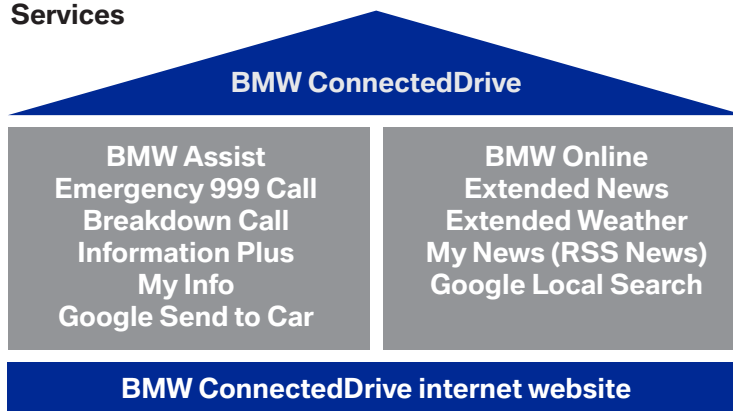 Services
BMW ConnectedDrive
BMW Assist
Emergency 999 Call
Breakdown Call
Information Plus
My Info
Google Send to Car
BMW Online
Extended News
Extended Weather
My News (RSS News)
Google Local Search
BMW ConnectedDrive internet website